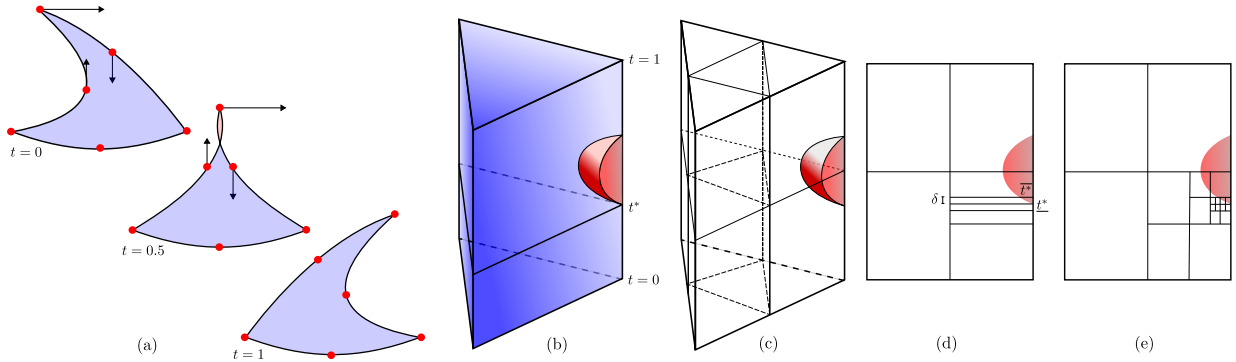 t = 0
t = 0.5
t = 1
(a)
t = 1
t*
t = 0
(b)
(c)
δ
t*
t*
(d)
(e)